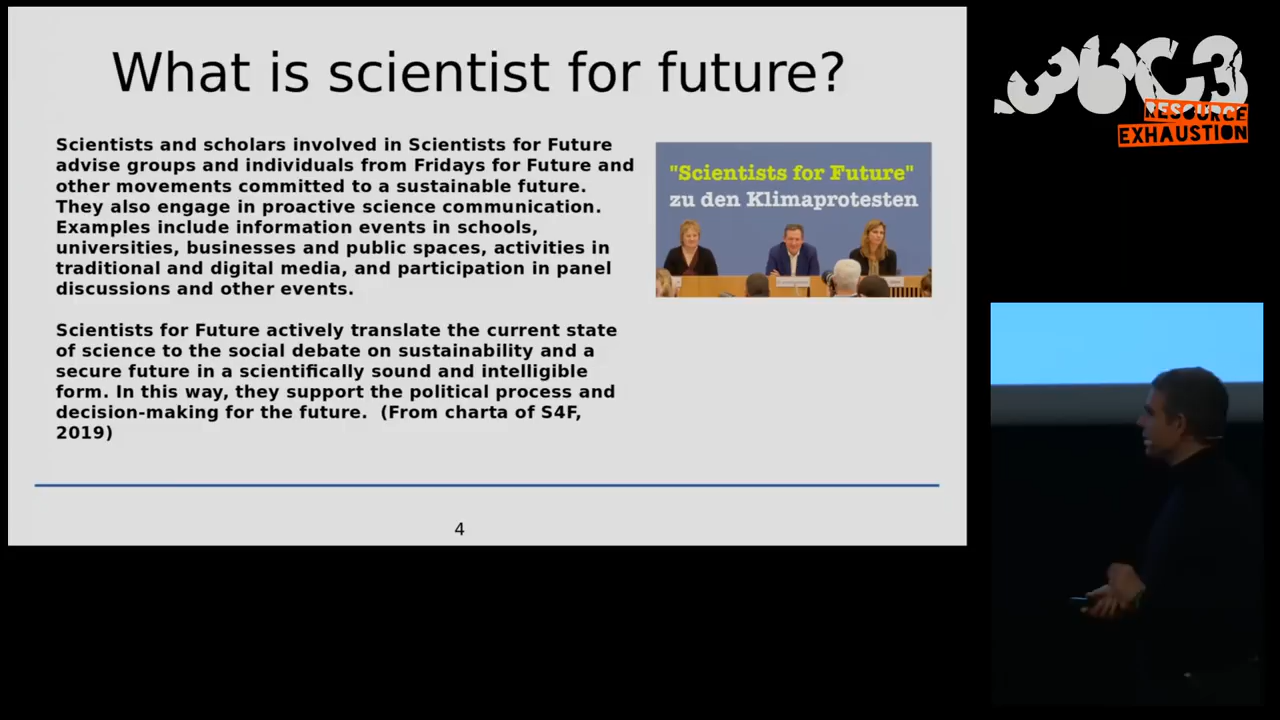 What is scientist for future?
Scientists and scholars involved in Scientists for Future
advise groups and individuals from Fridays for Future and
other movements committed to a sustainable future.
They also engage in proactive science communication.
Examples include information events in schools,
universities, businesses and public spaces, activities in
traditional and digital media, and participation in panel
discussions and other events.
Scientists for Future actively translate the current state
of science to the social debate on sustainability and a
secure future in a scientifically sound and intelligible
form. In this way, they support the political process and
decision-making for the future. (From charta of S4F,
2019)
"Scientists for Future"
zu den Klimaprotesten
4
36C3
RESOURCE
EXHAUSTION